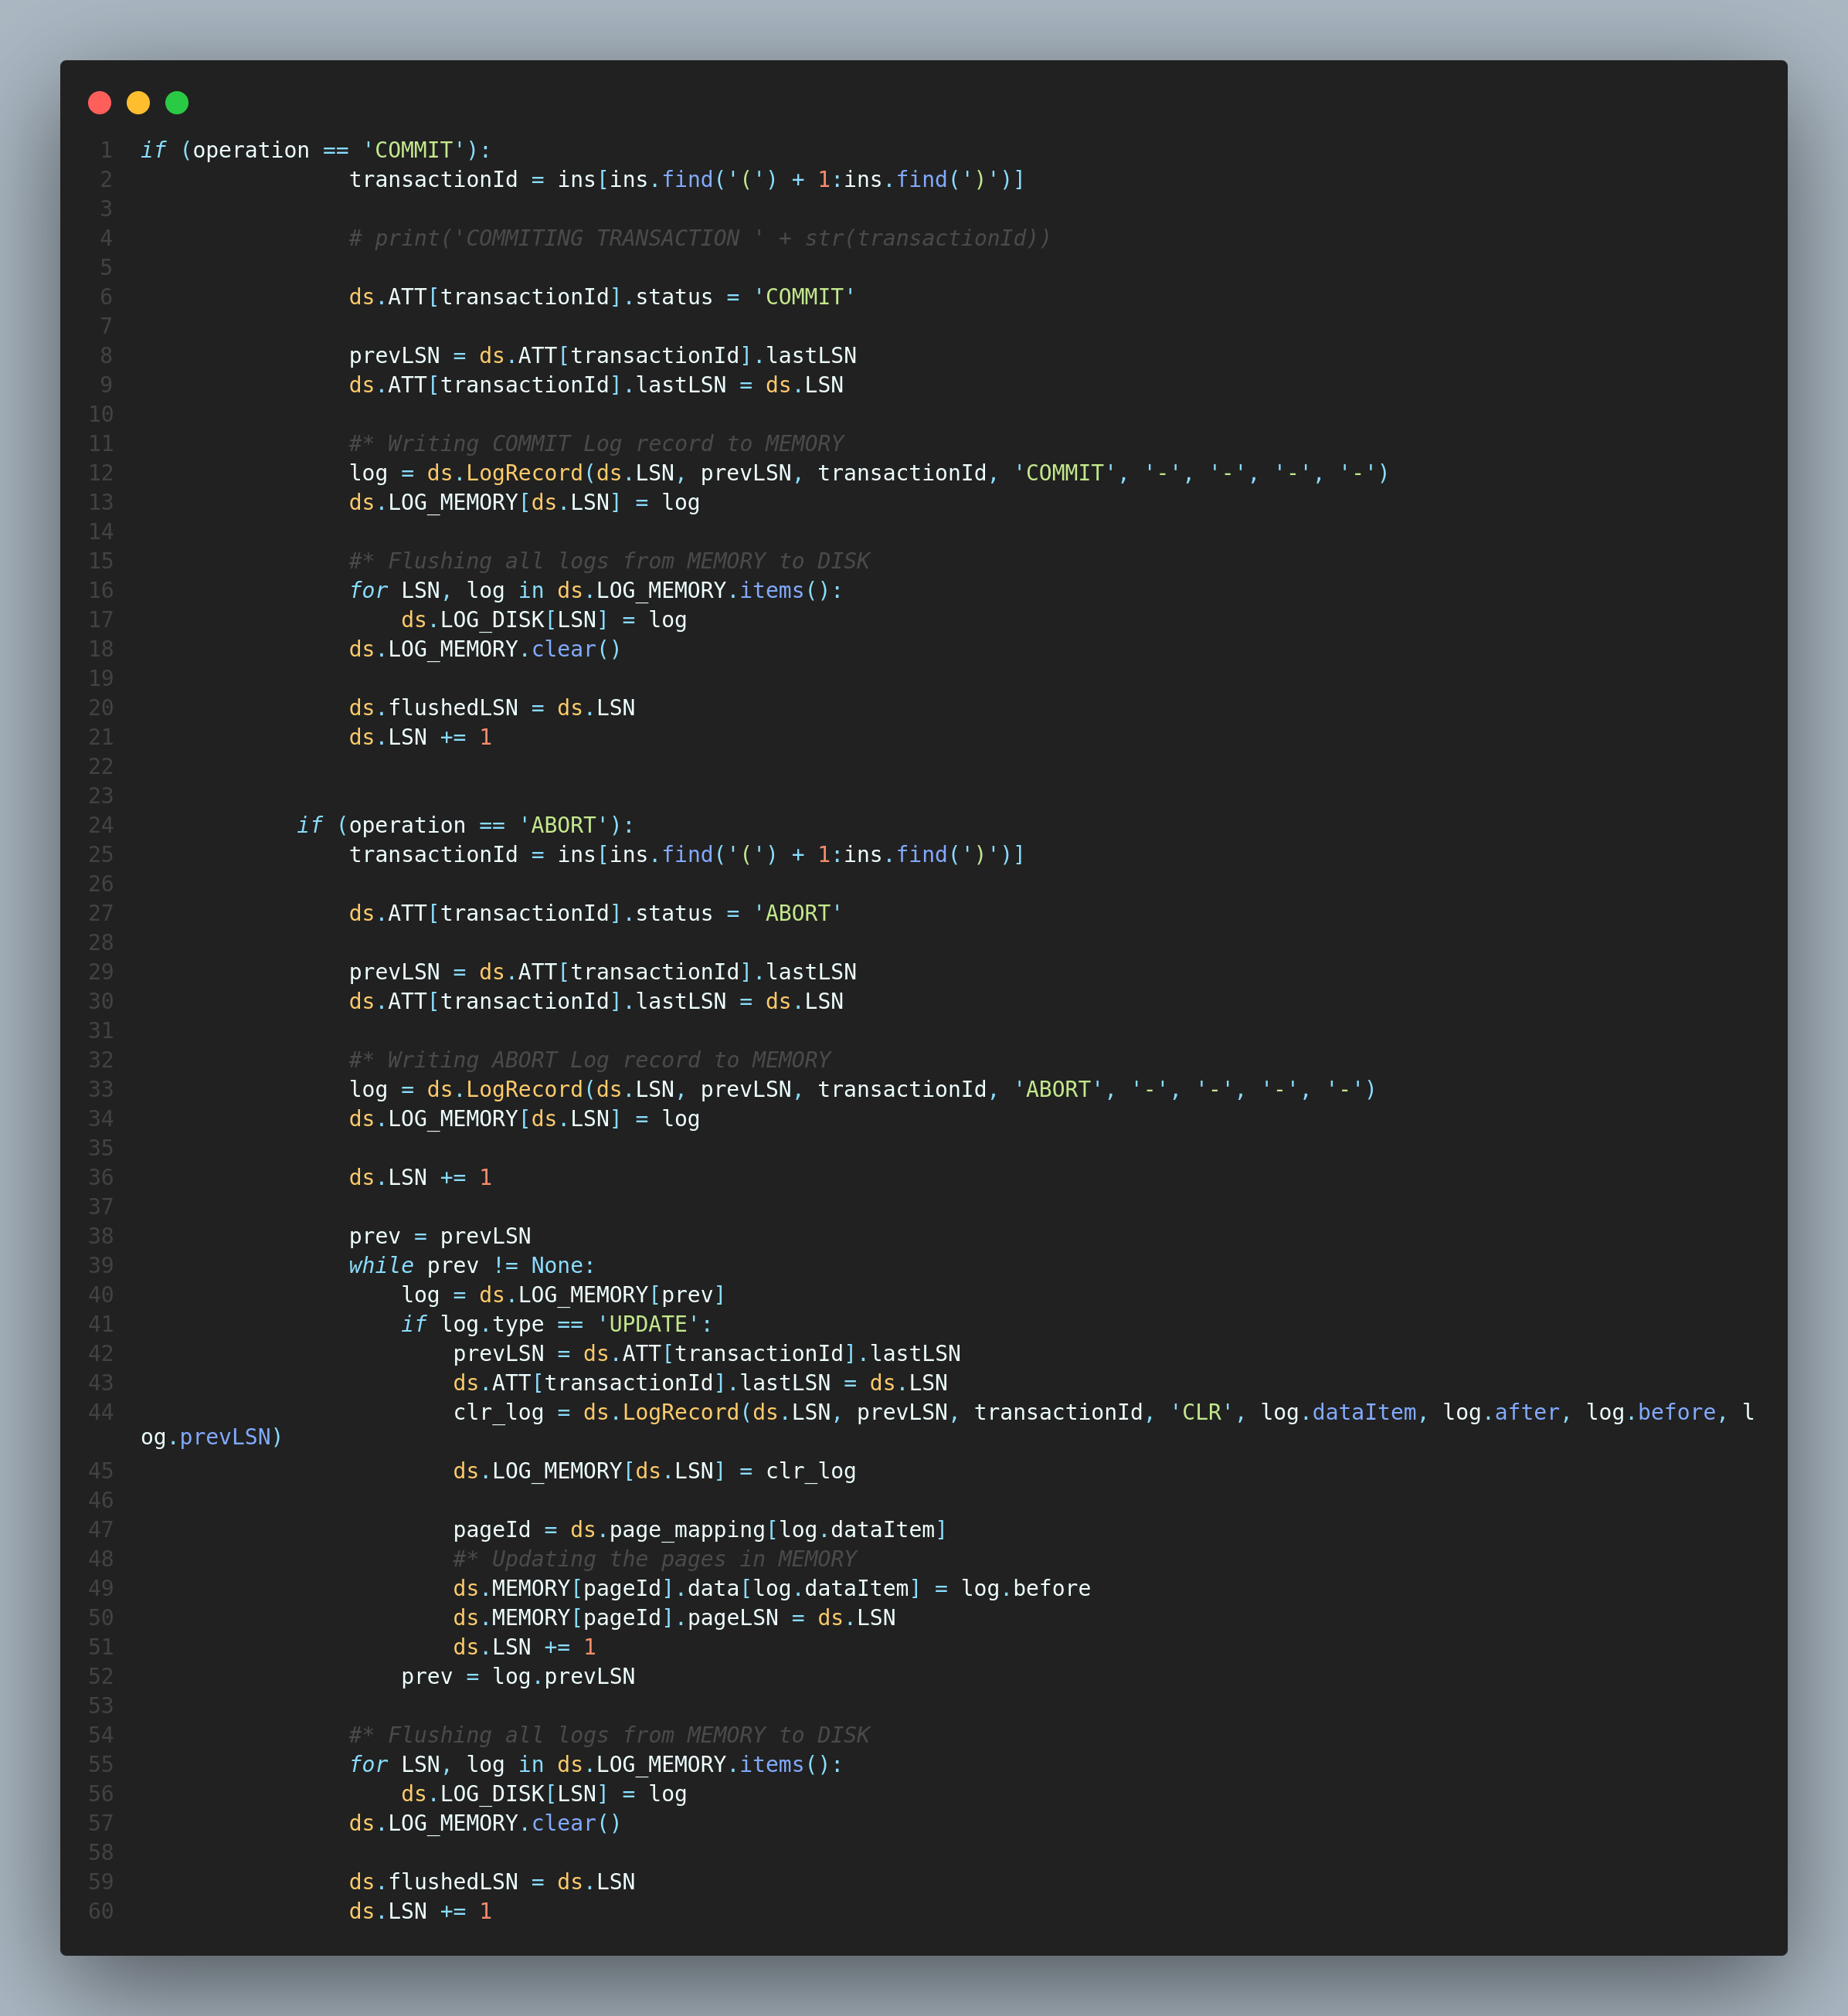 1 if (operation == 'COMMIT'):
2                 transactionId = ins[ins.find('(') + 1:ins.find(')')]
3
4                 # print('COMMITING TRANSACTION ' + str(transactionId))
5
6                 ds.ATT[transactionId].status = 'COMMIT'
7
8                 prevLSN = ds.ATT[transactionId].lastLSN
9                 ds.ATT[transactionId].lastLSN = ds.LSN
10
11                 #* Writing COMMIT Log record to MEMORY
12                 log = ds.LogRecord(ds.LSN, prevLSN, transactionId, 'COMMIT', '-', '-', '-', '-')
13                 ds.LOG_MEMORY[ds.LSN] = log
14
15                 #* Flushing all logs from MEMORY to DISK
16                 for LSN, log in ds.LOG_MEMORY.items():
17                     ds.LOG_DISK[LSN] = log
18                 ds.LOG_MEMORY.clear()
19
20                 ds.flushedLSN = ds.LSN
21                 ds.LSN += 1
22
23
24             if (operation == 'ABORT'):
25                 transactionId = ins[ins.find('(') + 1:ins.find(')')]
26
27                 ds.ATT[transactionId].status = 'ABORT'
28
29                 prevLSN = ds.ATT[transactionId].lastLSN
30                 ds.ATT[transactionId].lastLSN = ds.LSN
31
32                 #* Writing ABORT Log record to MEMORY
33                 log = ds.LogRecord(ds.LSN, prevLSN, transactionId, 'ABORT', '-', '-', '-', '-')
34                 ds.LOG_MEMORY[ds.LSN] = log
35
36                 ds.LSN += 1
37
38                 prev = prevLSN
39                 while prev != None:
40                     log = ds.LOG_MEMORY[prev]
41                     if log.type == 'UPDATE':
42                         prevLSN = ds.ATT[transactionId].lastLSN
43                         ds.ATT[transactionId].lastLSN = ds.LSN
44                         clr_log = ds.LogRecord(ds.LSN, prevLSN, transactionId, 'CLR', log.dataItem, log.after, log.before, l
og.prevLSN)
45                         ds.LOG_MEMORY[ds.LSN] = clr_log
46
47                         pageId = ds.page_mapping[log.dataItem]
48                         #* Updating the pages in MEMORY
49                         ds.MEMORY[pageId].data[log.dataItem] = log.before
50                         ds.MEMORY[pageId].pageLSN = ds.LSN
51                         ds.LSN += 1
52                     prev = log.prevLSN
53
54                 #* Flushing all logs from MEMORY to DISK
55                 for LSN, log in ds.LOG_MEMORY.items():
56                     ds.LOG_DISK[LSN] = log
57                 ds.LOG_MEMORY.clear()
58
59                 ds.flushedLSN = ds.LSN
60                 ds.LSN += 1